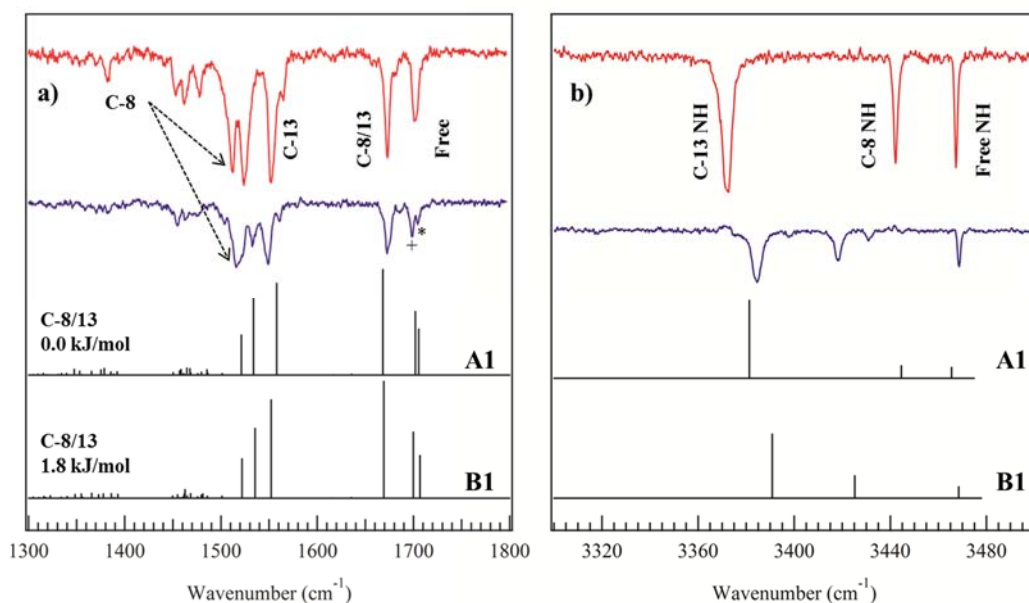 a)
C-8
C-13
C-8/13
Free
+
*
C-8/13
0.0 kJ/mol
A1
C-8/13
1.8 kJ/mol
B1
1300 1400 1500 1600 1700 1800
Wavenumber (cm-1)
b)
C-13 NH
C-8 NH
Free NH
A1
B1
3320 3360 3400 3440 3480
Wavenumber (cm-1)